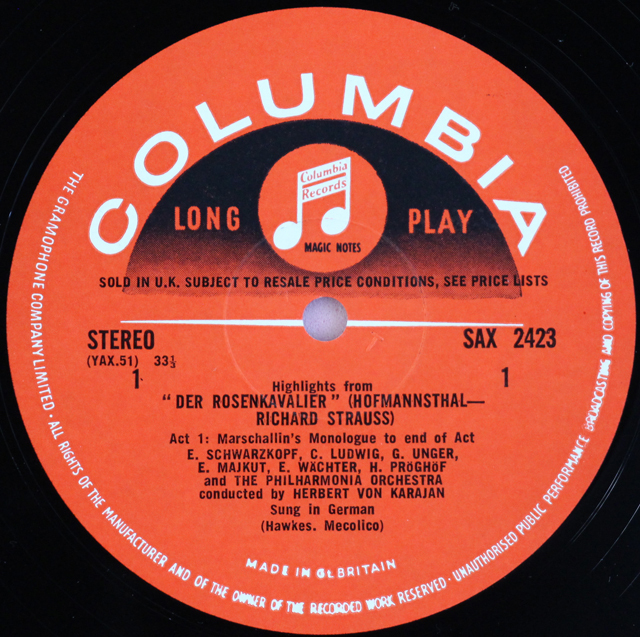 COLUMBIA
Columbia
Records
LONG PLAY
MAGIC NOTES
SOLD IN U.K. SUBJECT TO RESALE PRICE CONDITIONS, SEE PRICE LISTS
STEREO SAX 2423
(YAX.51) 33⅓
1 1
Highlights from
"DER ROSENKAVALIER" (HOFMANNSTHAL—
RICHARD STRAUSS)
Act 1: Marschallin's Monologue to end of Act
E. SCHWARZKOPF, C. LUDWIG, G. UNGER,
E. MAJKUT, E. WÄCHTER, H. PRÖGHÖF
and THE PHILHARMONIA ORCHESTRA
conducted by HERBERT VON KARAJAN
Sung in German
(Hawkes. Mecolico)
MADE IN Gt. BRITAIN
THE GRAMOPHONE COMPANY LIMITED · ALL RIGHTS OF THE MANUFACTURER AND OF THE OWNER OF THE RECORDED WORK RESERVED · UNAUTHORISED PUBLIC PERFORMANCE BROADCASTING AND COPYING OF THIS RECORD PROHIBITED